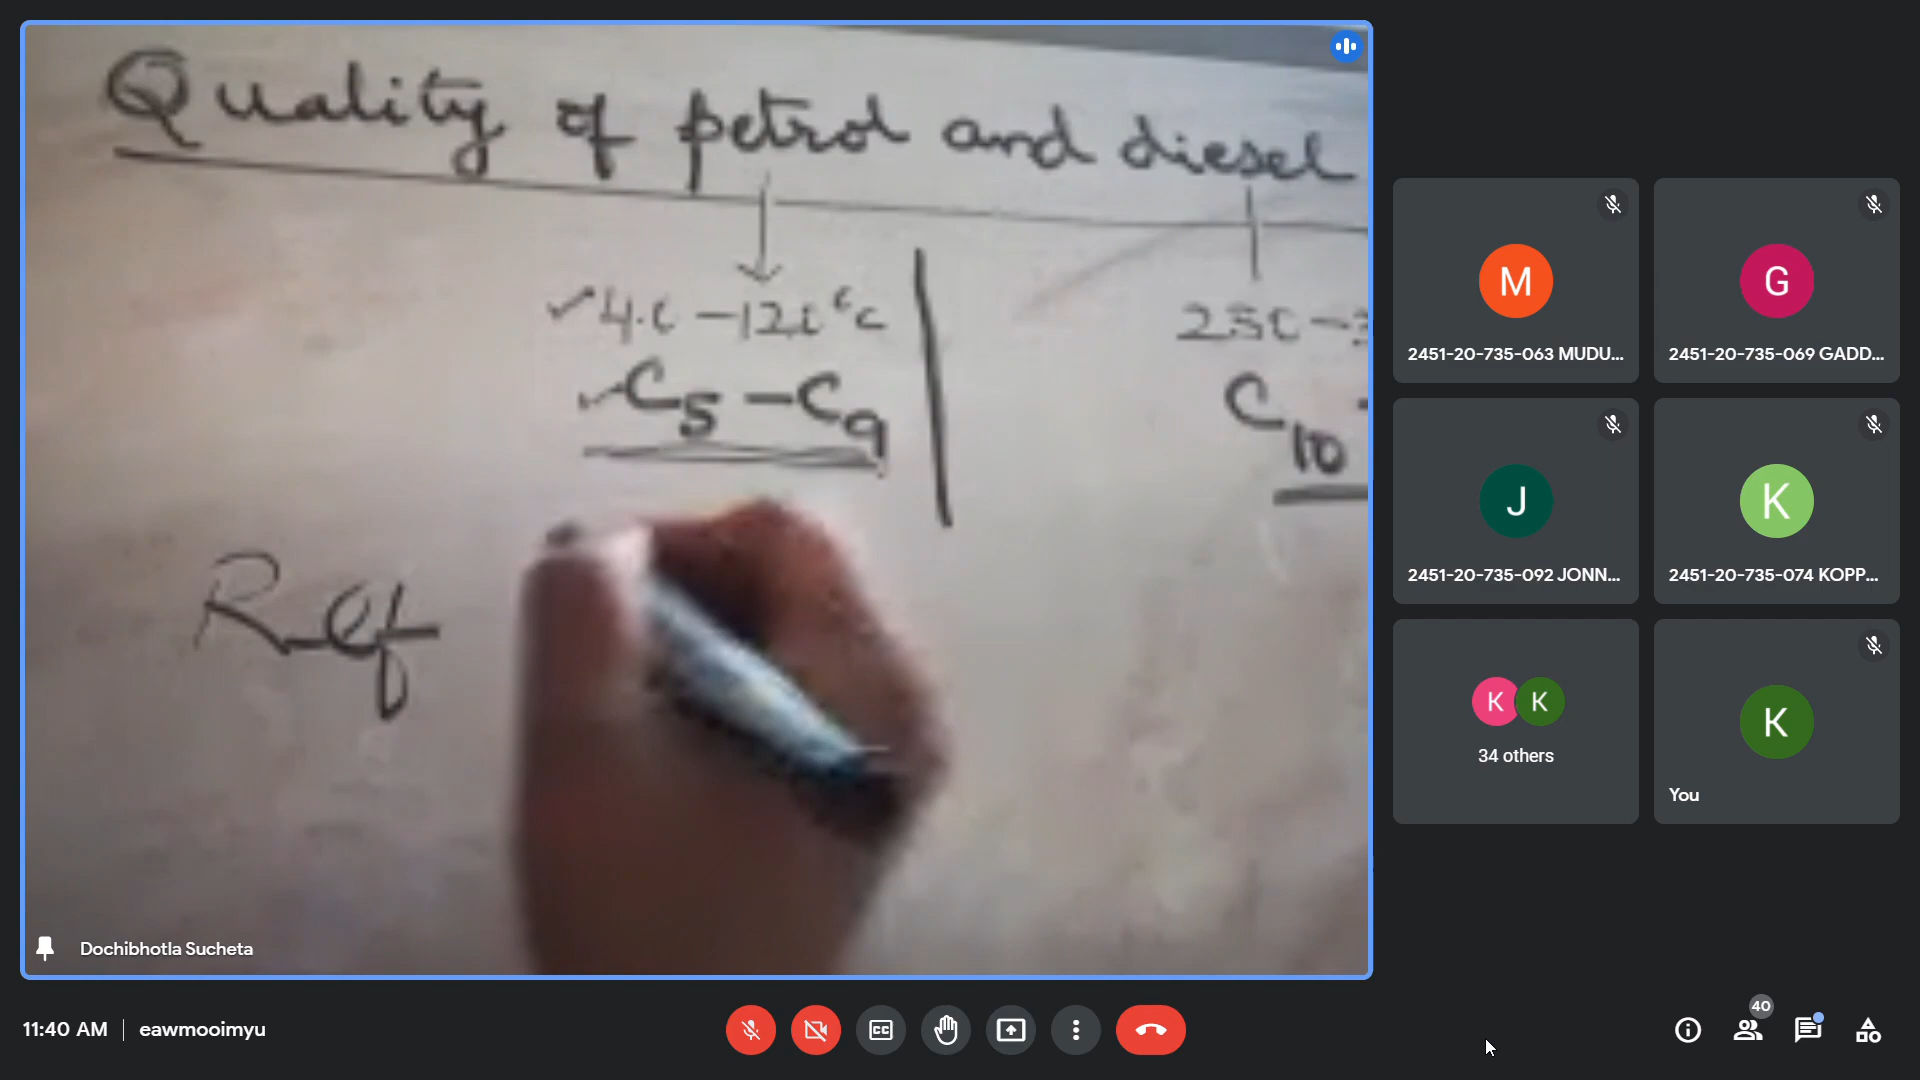 Quality of petrol and diesel
✓40 - 120°C
250 - 3
✓C5 - C9
C10 -
Ref
Dochibhotla Sucheta
M
2451-20-735-063 MUDU...
G
2451-20-735-069 GADD...
J
2451-20-735-092 JONN...
K
2451-20-735-074 KOPP...
K K
34 others
K
You
11:40 AM | eawmooimyu
CC
40